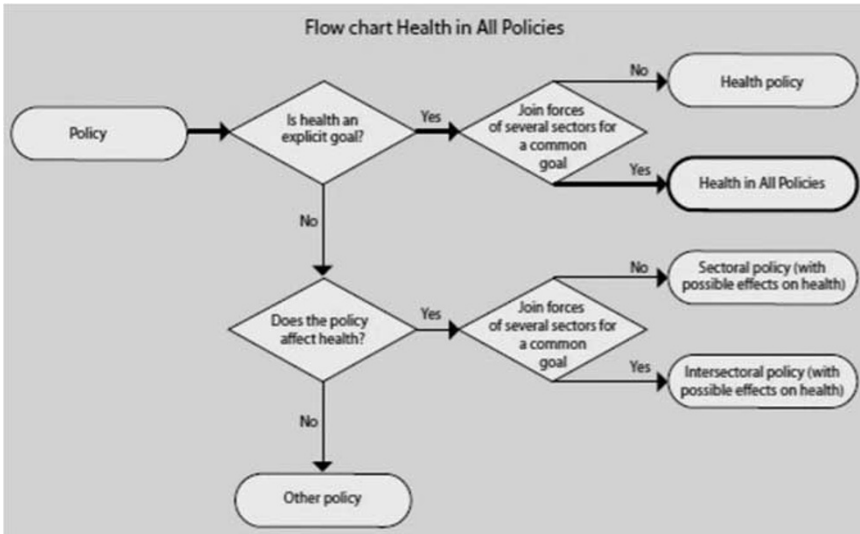 Flow chart Health in All Policies
Policy
Is health an
explicit goal?
Yes
Join forces
of several sectors for
a common
goal
No
Health policy
Yes
Health in All Policies
No
Does the policy
affect health?
Yes
Join forces
of several sectors for
a common
goal
No
Sectoral policy (with
possible effects on health)
Yes
Intersectoral policy (with
possible effects on health)
No
Other policy